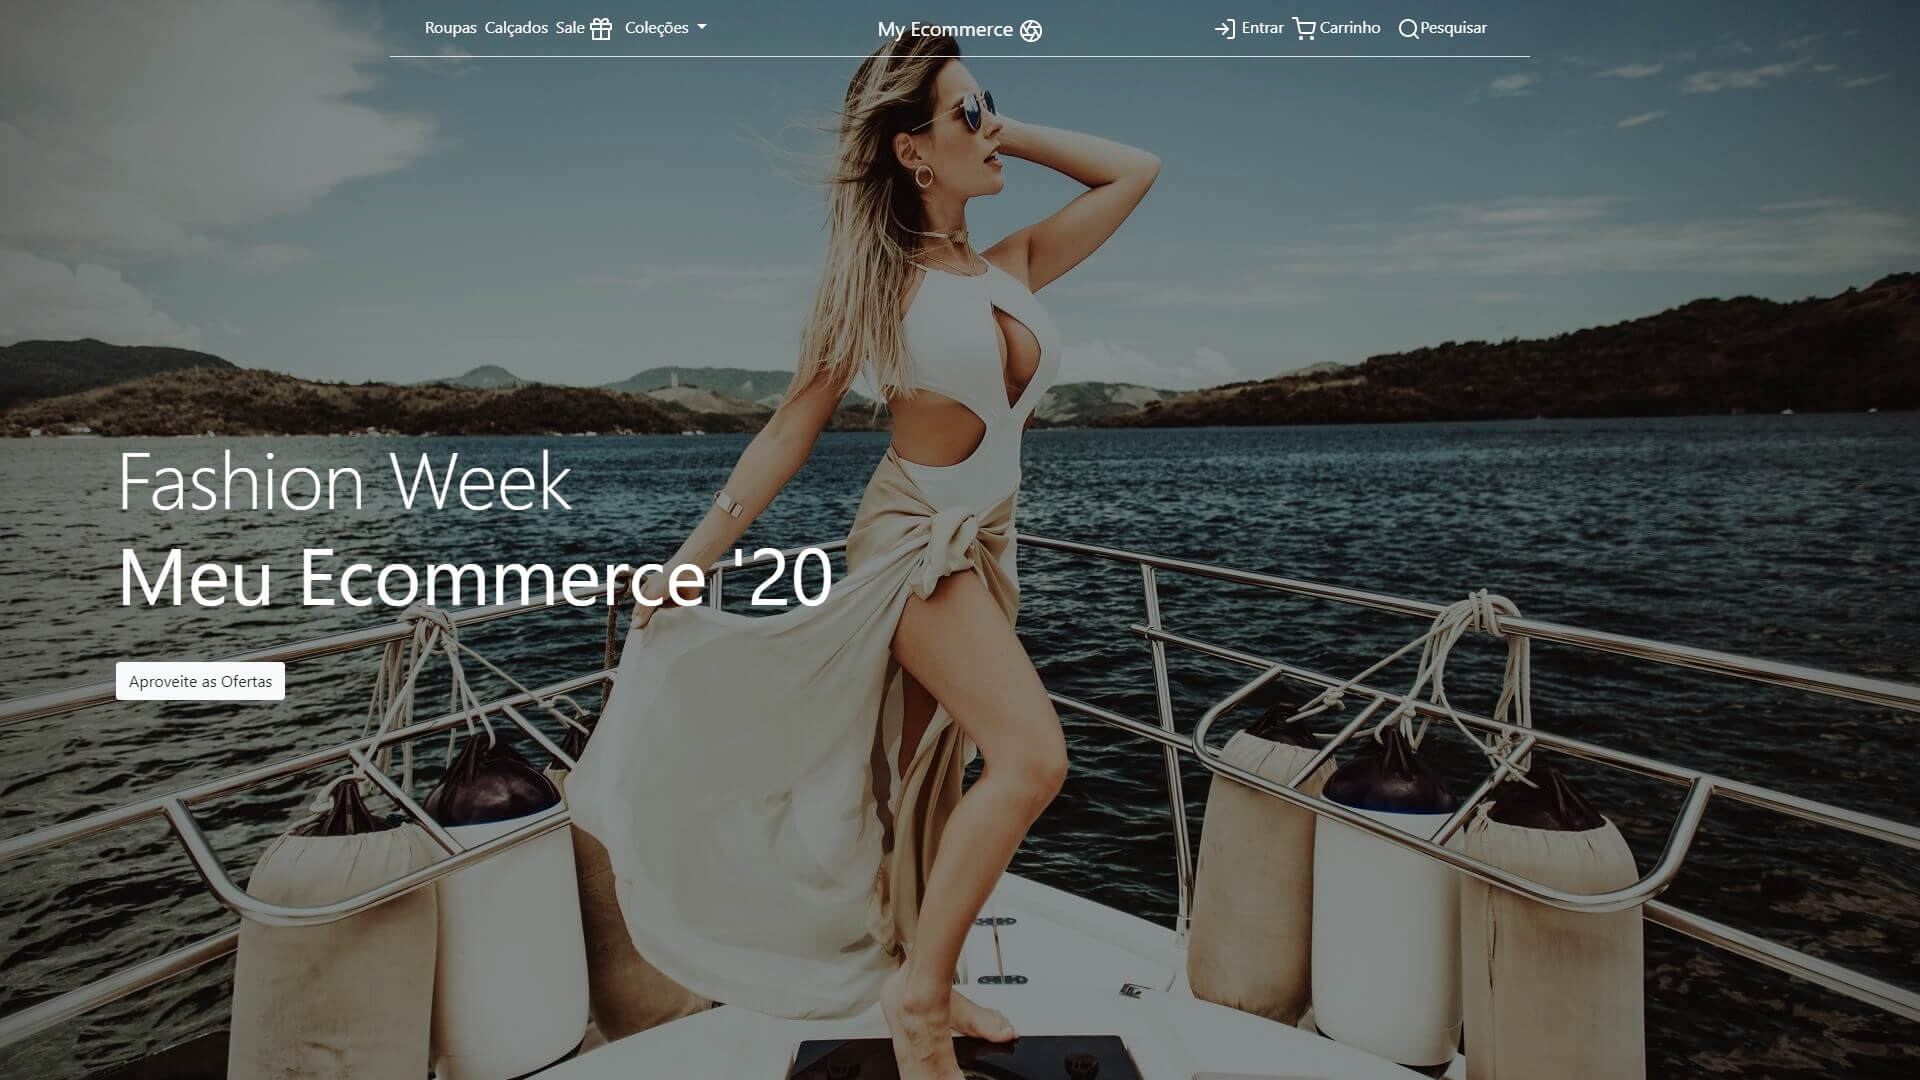 Roupas Calçados Sale Coleções
My Ecommerce
Entrar Carrinho Pesquisar
Fashion Week
Meu Ecommerce '20
Aproveite as Ofertas